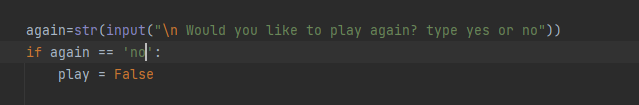 again=str(input("\n Would you like to play again? type yes or no"))
if again == 'no':
    play = False